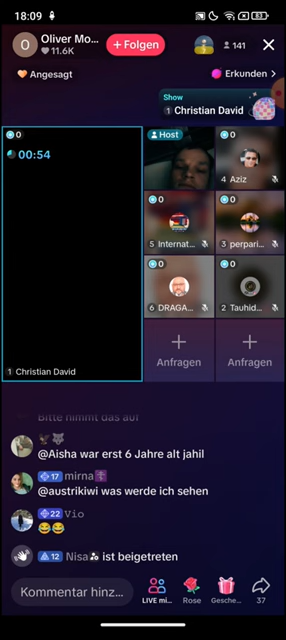 18:09
83
O
Oliver Mo...
11.6K
+ Folgen
141
Angesagt
Erkunden >
Show
1 Christian David
0
00:54
1 Christian David
Host
0
4 Aziz
0
5 Internat...
0
3 perpari...
0
6 DRAGA...
0
2 Tauhid...
Anfragen
Anfragen
Bitte nimmt das auf
@Aisha war erst 6 Jahre alt jahil
17 mirna
@austrikiwi was werde ich sehen
22 Vio
😂😂
12 Nisa ist beigetreten
Kommentar hinz...
LIVE mi...
Rose
Gesche...
37